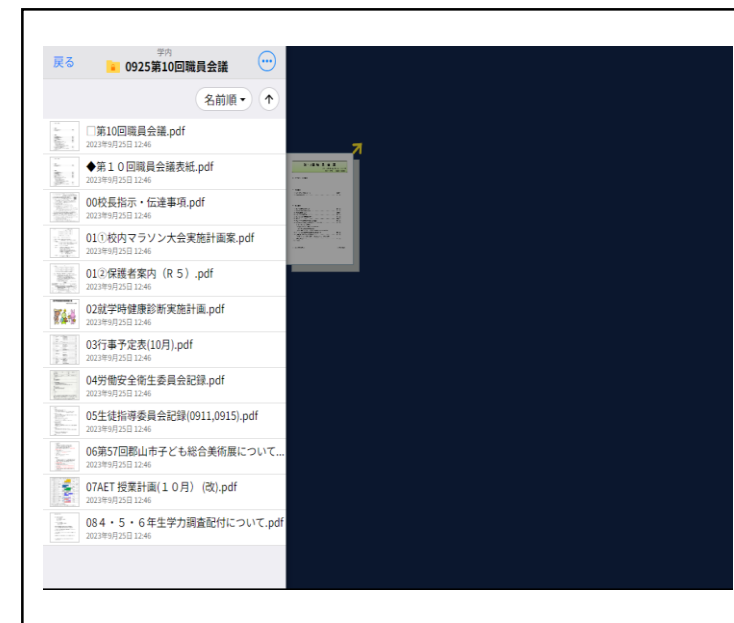 学内
戻る
0925第10回職員会議
名前順
□第10回職員会議.pdf
2023年9月25日 12:46
◆第１０回職員会議表紙.pdf
2023年9月25日 12:46
00校長指示・伝達事項.pdf
2023年9月25日 12:46
01①校内マラソン大会実施計画案.pdf
2023年9月25日 12:46
01②保護者案内（R５）.pdf
2023年9月25日 12:46
02就学時健康診断実施計画.pdf
2023年9月25日 12:46
03行事予定表(10月).pdf
2023年9月25日 12:46
04労働安全衛生委員会記録.pdf
2023年9月25日 12:46
05生徒指導委員会記録(0911,0915).pdf
2023年9月25日 12:46
06第57回郡山市子ども総合美術展について...
2023年9月25日 12:46
07AET 授業計画(１０月)（改).pdf
2023年9月25日 12:46
08４・５・６年生学力調査配付について.pdf
2023年9月25日 12:46